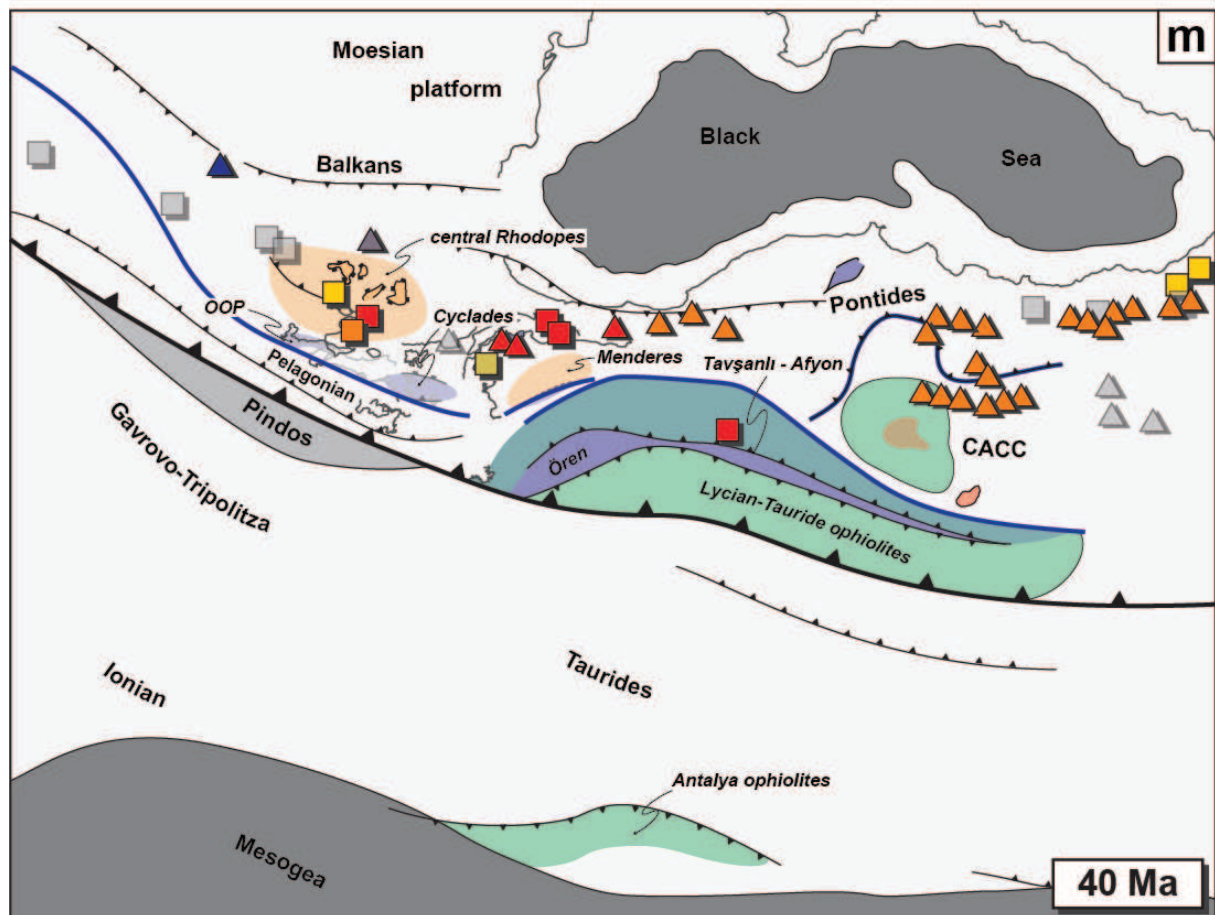 m
Moesian
platform
Black
Sea
Balkans
central Rhodopes
OOP
Cyclades
Pontides
Pelagonian
Menderes
Tavşanlı - Afyon
Pindos
Gavrovo-Tripolitza
CACC
Ören
Lycian-Tauride ophiolites
Ionian
Taurides
Antalya ophiolites
Mesogea
40 Ma